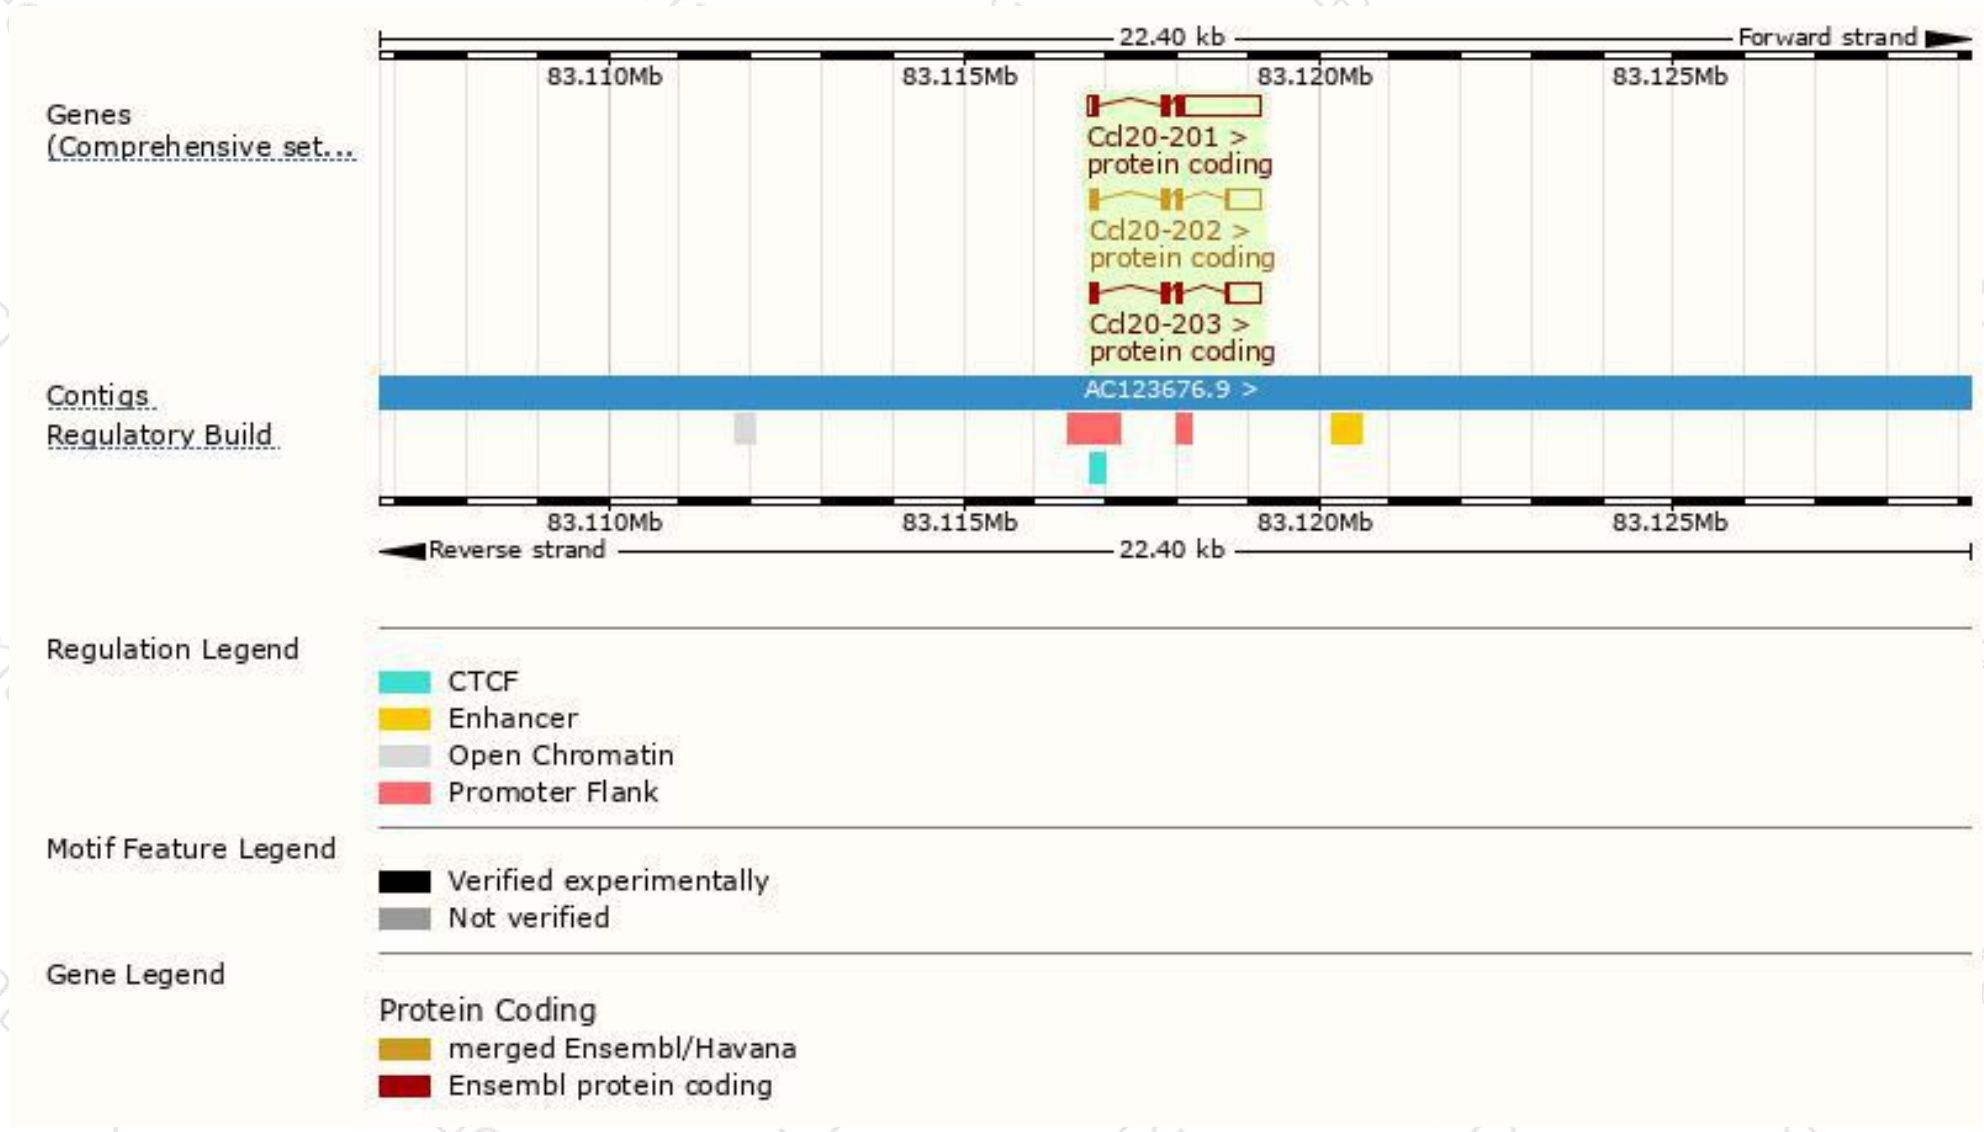 22.40 kb
Forward strand
83.110Mb 83.115Mb 83.120Mb 83.125Mb
Genes
(Comprehensive set...
Ccl20-201 >
protein coding
Ccl20-202 >
protein coding
Ccl20-203 >
protein coding
Contigs
AC123676.9 >
Regulatory Build
83.110Mb 83.115Mb 83.120Mb 83.125Mb
Reverse strand
22.40 kb
Regulation Legend
CTCF
Enhancer
Open Chromatin
Promoter Flank
Motif Feature Legend
Verified experimentally
Not verified
Gene Legend
Protein Coding
merged Ensembl/Havana
Ensembl protein coding